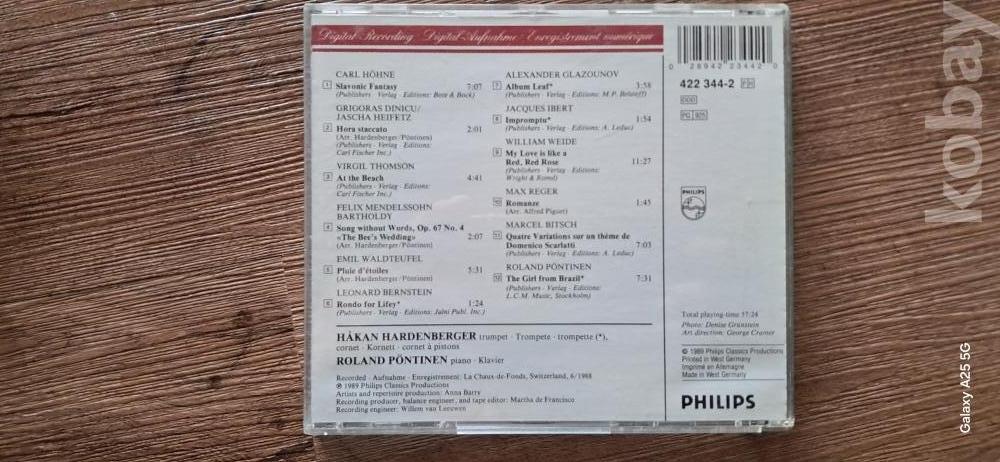 Digital-Recording · Digital-Aufnahme · Enregistrement numérique
CARL HÖHNE
1 Slavonic Fantasy 7:07
(Publishers · Verlag · Editions: Bote & Bock)
GRIGORAS DINICU/
JASCHA HEIFETZ
2 Hora staccato 2:01
(Arr. Hardenberger/Pöntinen)
(Publishers · Verlag · Editions:
Carl Fischer Inc.)
VIRGIL THOMSON
3 At the Beach 4:41
(Publishers · Verlag · Editions:
Carl Fischer Inc.)
FELIX MENDELSSOHN
BARTHOLDY
4 Song without Words, Op. 67 No. 4
«The Bee's Wedding» 2:07
(Arr. Hardenberger/Pöntinen)
EMIL WALDTEUFEL
5 Pluie d'étoiles 5:31
(Arr. Hardenberger/Pöntinen)
LEONARD BERNSTEIN
6 Rondo for Lifey* 1:24
(Publishers · Verlag · Editions: Jalni Publ. Inc.)
ALEXANDER GLAZOUNOV
7 Album Leaf* 3:58
(Publishers · Verlag · Editions: M.P. Belaieff)
JACQUES IBERT
8 Impromptu* 1:54
(Publishers · Verlag · Editions: A. Leduc)
WILLIAM WEIDE
9 My Love is like a
Red, Red Rose 11:27
(Publishers · Verlag · Editions:
Wright & Round)
MAX REGER
10 Romanze 1:45
(Arr. Alfred Piguet)
MARCEL BITSCH
11 Quatre Variations sur un thème de
Domenico Scarlatti 7:03
(Publishers · Verlag · Editions: A. Leduc)
ROLAND PÖNTINEN
12 The Girl from Brazil* 7:31
(Publishers · Verlag · Editions:
L.C.M. Music, Stockholm)
HÅKAN HARDENBERGER trumpet · Trompete · trompette (*),
cornet · Kornett · cornet à pistons
ROLAND PÖNTINEN piano · Klavier
Recorded · Aufnahme · Enregistrement: La Chaux-de-Fonds, Switzerland, 6/1988
℗ 1989 Philips Classics Productions
Artists and repertoire production: Anna Barry
Recording producer, balance engineer, and tape editor: Martha de Francisco
Recording engineer: Willem van Leeuwen
0 28942 23442 0
422 344-2 PH
DDD
PG 925
PHILIPS
Total playing-time 57:24
Photo: Denise Grünstein
Art direction: George Cramer
© 1989 Philips Classics Productions
Printed in West Germany
Imprimé en Allemagne
Made in West Germany
PHILIPS
kobay
Galaxy A25 5G